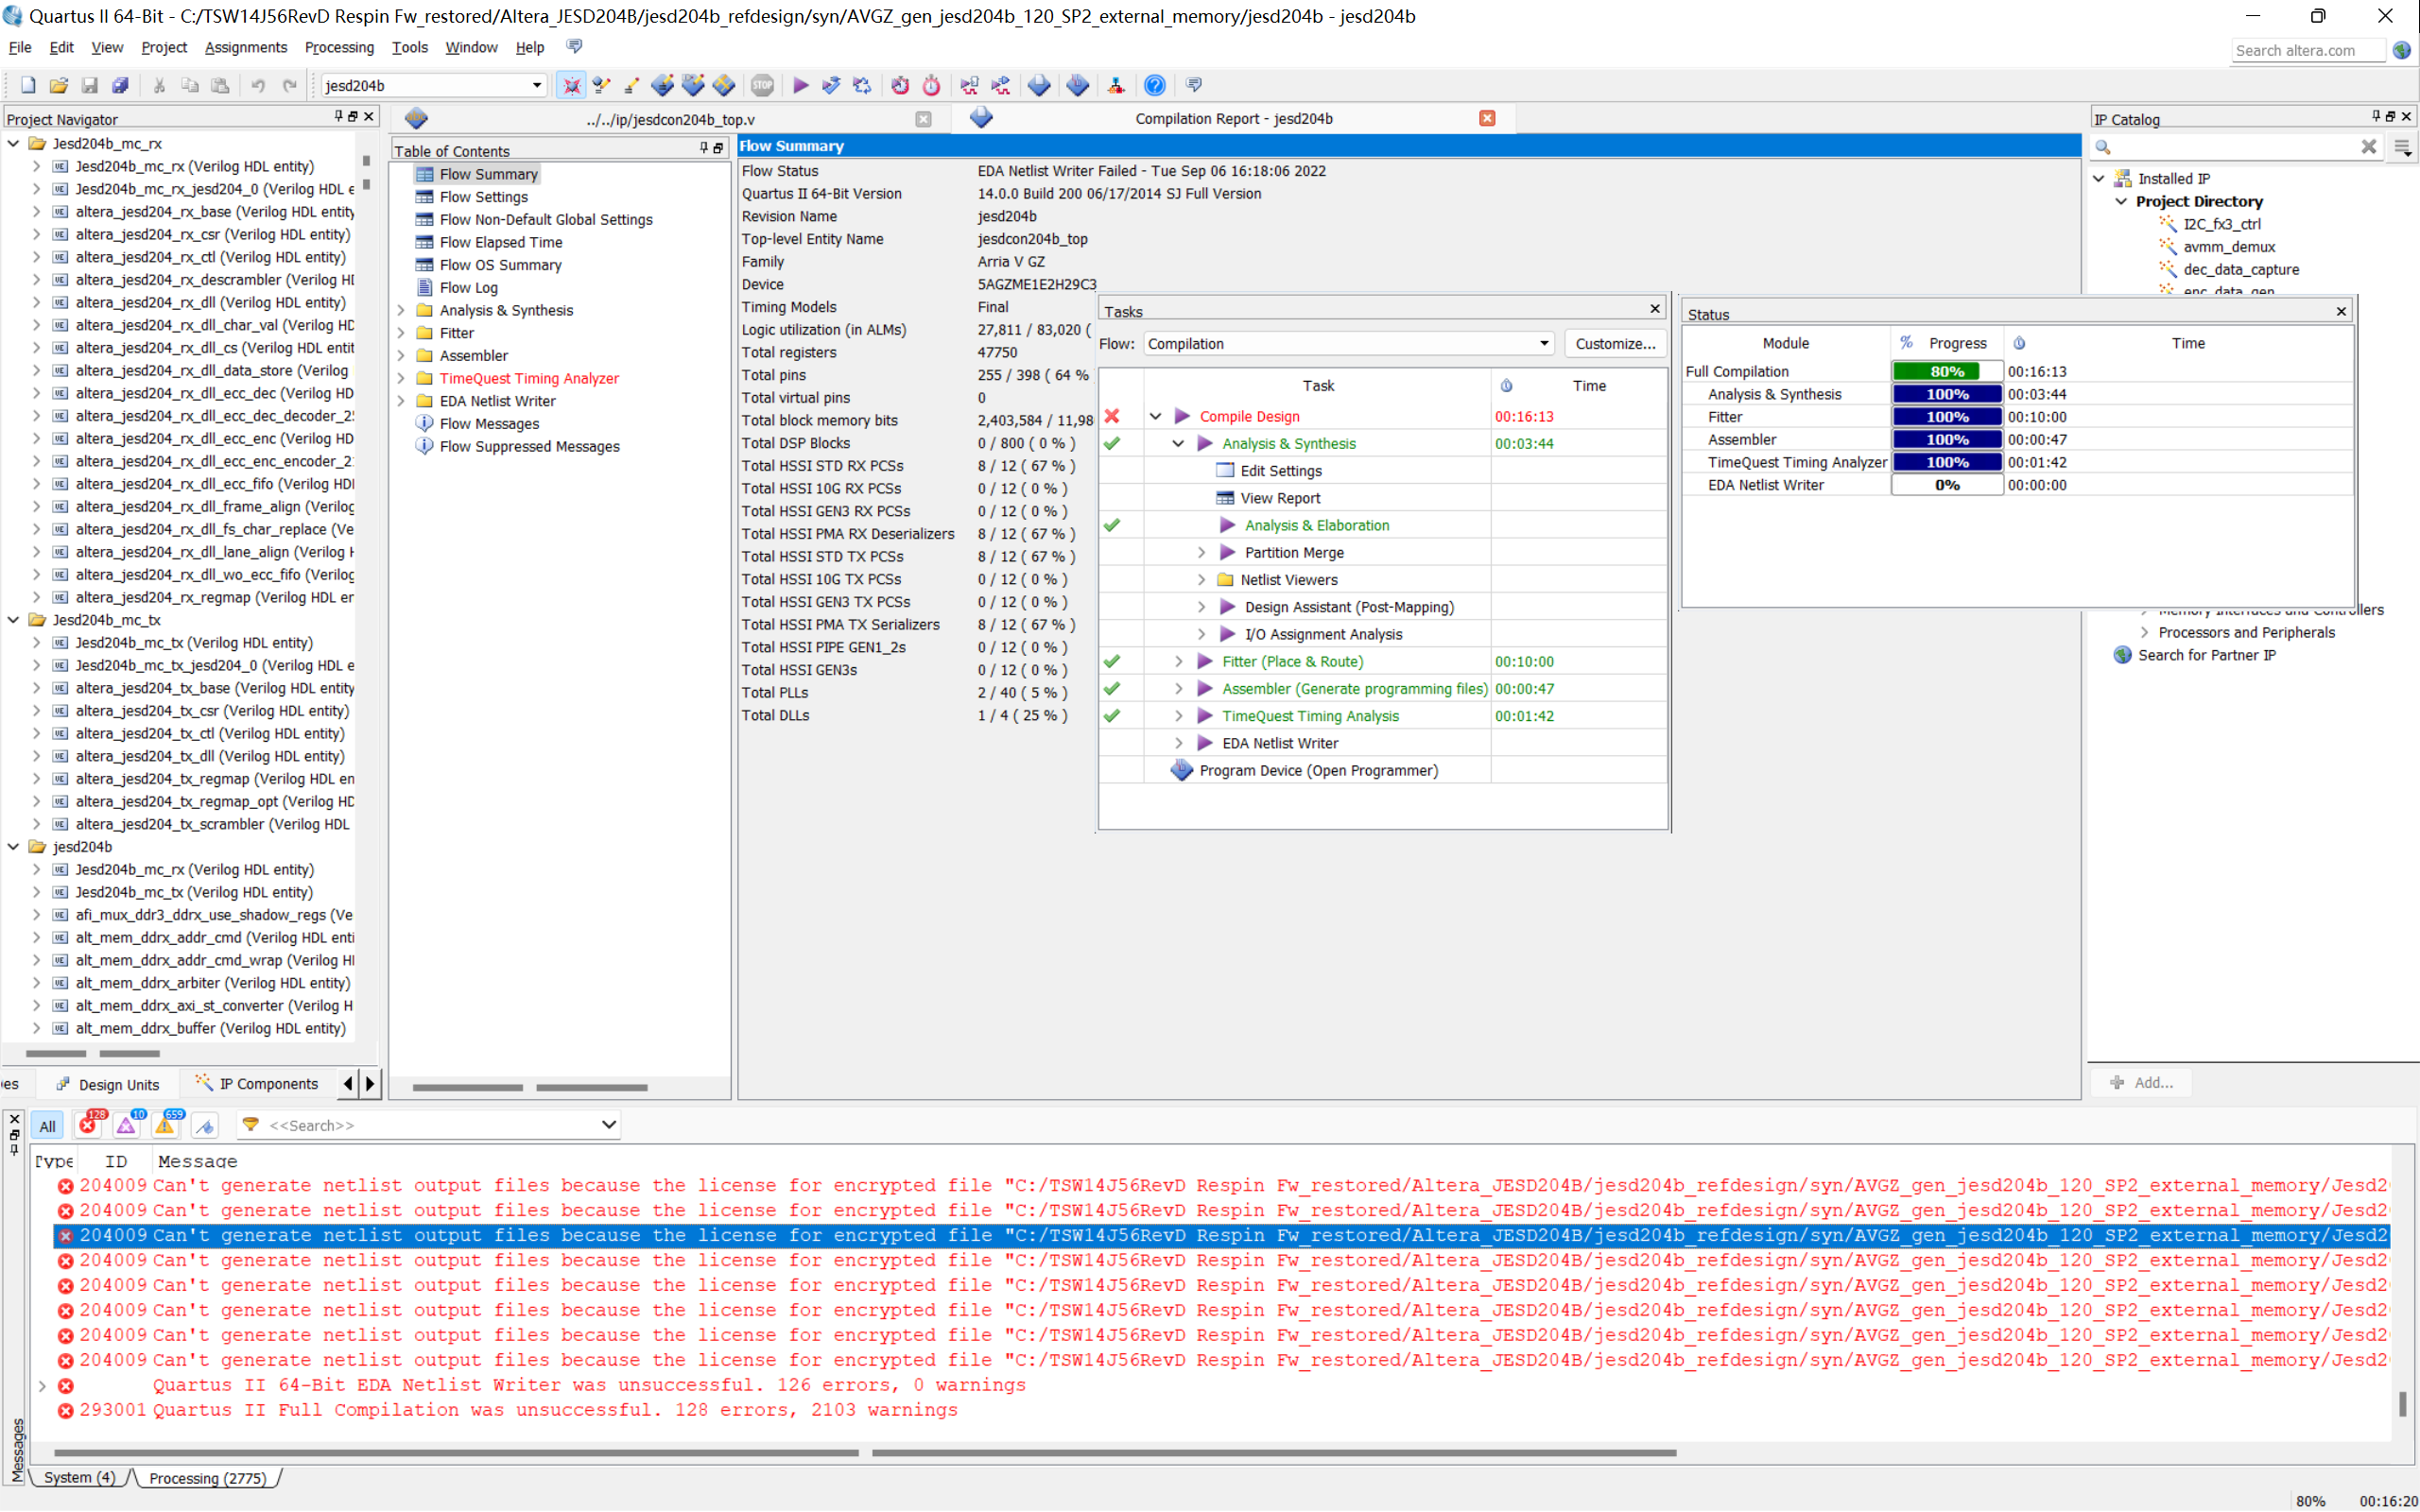 Quartus II 64-Bit - C:/TSW14J56RevD Respin Fw_restored/Altera_JESD204B/jesd204b_refdesign/syn/AVGZ_gen_jesd204b_120_SP2_external_memory/jesd204b - jesd204b
File Edit View Project Assignments Processing Tools Window Help
Search altera.com
jesd204b
STOP
Project Navigator
Jesd204b_mc_rx
Jesd204b_mc_rx (Verilog HDL entity)
Jesd204b_mc_rx_jesd204_0 (Verilog HDL e
altera_jesd204_rx_base (Verilog HDL entity
altera_jesd204_rx_csr (Verilog HDL entity)
altera_jesd204_rx_ctl (Verilog HDL entity)
altera_jesd204_rx_descrambler (Verilog HD
altera_jesd204_rx_dll (Verilog HDL entity)
altera_jesd204_rx_dll_char_val (Verilog HD
altera_jesd204_rx_dll_cs (Verilog HDL entit
altera_jesd204_rx_dll_data_store (Verilog
altera_jesd204_rx_dll_ecc_dec (Verilog HD
altera_jesd204_rx_dll_ecc_dec_decoder_2
altera_jesd204_rx_dll_ecc_enc (Verilog HD
altera_jesd204_rx_dll_ecc_enc_encoder_2
altera_jesd204_rx_dll_ecc_fifo (Verilog HD
altera_jesd204_rx_dll_frame_align (Verilog
altera_jesd204_rx_dll_fs_char_replace (Ve
altera_jesd204_rx_dll_lane_align (Verilog H
altera_jesd204_rx_dll_wo_ecc_fifo (Verilog
altera_jesd204_rx_regmap (Verilog HDL er
Jesd204b_mc_tx
Jesd204b_mc_tx (Verilog HDL entity)
Jesd204b_mc_tx_jesd204_0 (Verilog HDL e
altera_jesd204_tx_base (Verilog HDL entity
altera_jesd204_tx_csr (Verilog HDL entity)
altera_jesd204_tx_ctl (Verilog HDL entity)
altera_jesd204_tx_dll (Verilog HDL entity)
altera_jesd204_tx_regmap (Verilog HDL en
altera_jesd204_tx_regmap_opt (Verilog HD
altera_jesd204_tx_scrambler (Verilog HDL
jesd204b
Jesd204b_mc_rx (Verilog HDL entity)
Jesd204b_mc_tx (Verilog HDL entity)
afi_mux_ddr3_ddrx_use_shadow_regs (Ve
alt_mem_ddrx_addr_cmd (Verilog HDL enti
alt_mem_ddrx_addr_cmd_wrap (Verilog H
alt_mem_ddrx_arbiter (Verilog HDL entity)
alt_mem_ddrx_axi_st_converter (Verilog H
alt_mem_ddrx_buffer (Verilog HDL entity)
es Design Units IP Components
../../ip/jesdcon204b_top.v
Compilation Report - jesd204b
Table of Contents
Flow Summary
Flow Settings
Flow Non-Default Global Settings
Flow Elapsed Time
Flow OS Summary
Flow Log
Analysis & Synthesis
Fitter
Assembler
TimeQuest Timing Analyzer
EDA Netlist Writer
Flow Messages
Flow Suppressed Messages
Flow Summary
Flow Status EDA Netlist Writer Failed - Tue Sep 06 16:18:06 2022
Quartus II 64-Bit Version 14.0.0 Build 200 06/17/2014 SJ Full Version
Revision Name jesd204b
Top-level Entity Name jesdcon204b_top
Family Arria V GZ
Device 5AGZME1E2H29C3
Timing Models Final
Logic utilization (in ALMs) 27,811 / 83,020 (
Total registers 47750
Total pins 255 / 398 ( 64 %
Total virtual pins 0
Total block memory bits 2,403,584 / 11,98
Total DSP Blocks 0 / 800 ( 0 % )
Total HSSI STD RX PCSs 8 / 12 ( 67 % )
Total HSSI 10G RX PCSs 0 / 12 ( 0 % )
Total HSSI GEN3 RX PCSs 0 / 12 ( 0 % )
Total HSSI PMA RX Deserializers 8 / 12 ( 67 % )
Total HSSI STD TX PCSs 8 / 12 ( 67 % )
Total HSSI 10G TX PCSs 0 / 12 ( 0 % )
Total HSSI GEN3 TX PCSs 0 / 12 ( 0 % )
Total HSSI PMA TX Serializers 8 / 12 ( 67 % )
Total HSSI PIPE GEN1_2s 0 / 12 ( 0 % )
Total HSSI GEN3s 0 / 12 ( 0 % )
Total PLLs 2 / 40 ( 5 % )
Total DLLs 1 / 4 ( 25 % )
Tasks
Flow: Compilation Customize...
Task Time
Compile Design 00:16:13
Analysis & Synthesis 00:03:44
Edit Settings
View Report
Analysis & Elaboration
Partition Merge
Netlist Viewers
Design Assistant (Post-Mapping)
I/O Assignment Analysis
Fitter (Place & Route) 00:10:00
Assembler (Generate programming files) 00:00:47
TimeQuest Timing Analysis 00:01:42
EDA Netlist Writer
Program Device (Open Programmer)
Status
Module % Progress Time
Full Compilation 80% 00:16:13
Analysis & Synthesis 100% 00:03:44
Fitter 100% 00:10:00
Assembler 100% 00:00:47
TimeQuest Timing Analyzer 100% 00:01:42
EDA Netlist Writer 0% 00:00:00
IP Catalog
Installed IP
Project Directory
I2C_fx3_ctrl
avmm_demux
dec_data_capture
enc_data_gen
Memory Interfaces and Controllers
Processors and Peripherals
Search for Partner IP
Add...
All 128 10 659 <<Search>>
Type ID Message
204009 Can't generate netlist output files because the license for encrypted file "C:/TSW14J56RevD Respin Fw_restored/Altera_JESD204B/jesd204b_refdesign/syn/AVGZ_gen_jesd204b_120_SP2_external_memory/Jesd2
204009 Can't generate netlist output files because the license for encrypted file "C:/TSW14J56RevD Respin Fw_restored/Altera_JESD204B/jesd204b_refdesign/syn/AVGZ_gen_jesd204b_120_SP2_external_memory/Jesd2
204009 Can't generate netlist output files because the license for encrypted file "C:/TSW14J56RevD Respin Fw_restored/Altera_JESD204B/jesd204b_refdesign/syn/AVGZ_gen_jesd204b_120_SP2_external_memory/Jesd2
204009 Can't generate netlist output files because the license for encrypted file "C:/TSW14J56RevD Respin Fw_restored/Altera_JESD204B/jesd204b_refdesign/syn/AVGZ_gen_jesd204b_120_SP2_external_memory/Jesd2
204009 Can't generate netlist output files because the license for encrypted file "C:/TSW14J56RevD Respin Fw_restored/Altera_JESD204B/jesd204b_refdesign/syn/AVGZ_gen_jesd204b_120_SP2_external_memory/Jesd2
204009 Can't generate netlist output files because the license for encrypted file "C:/TSW14J56RevD Respin Fw_restored/Altera_JESD204B/jesd204b_refdesign/syn/AVGZ_gen_jesd204b_120_SP2_external_memory/Jesd2
204009 Can't generate netlist output files because the license for encrypted file "C:/TSW14J56RevD Respin Fw_restored/Altera_JESD204B/jesd204b_refdesign/syn/AVGZ_gen_jesd204b_120_SP2_external_memory/Jesd2
204009 Can't generate netlist output files because the license for encrypted file "C:/TSW14J56RevD Respin Fw_restored/Altera_JESD204B/jesd204b_refdesign/syn/AVGZ_gen_jesd204b_120_SP2_external_memory/Jesd2
Quartus II 64-Bit EDA Netlist Writer was unsuccessful. 126 errors, 0 warnings
293001 Quartus II Full Compilation was unsuccessful. 128 errors, 2103 warnings
Messages
System (4) Processing (2775)
80% 00:16:20